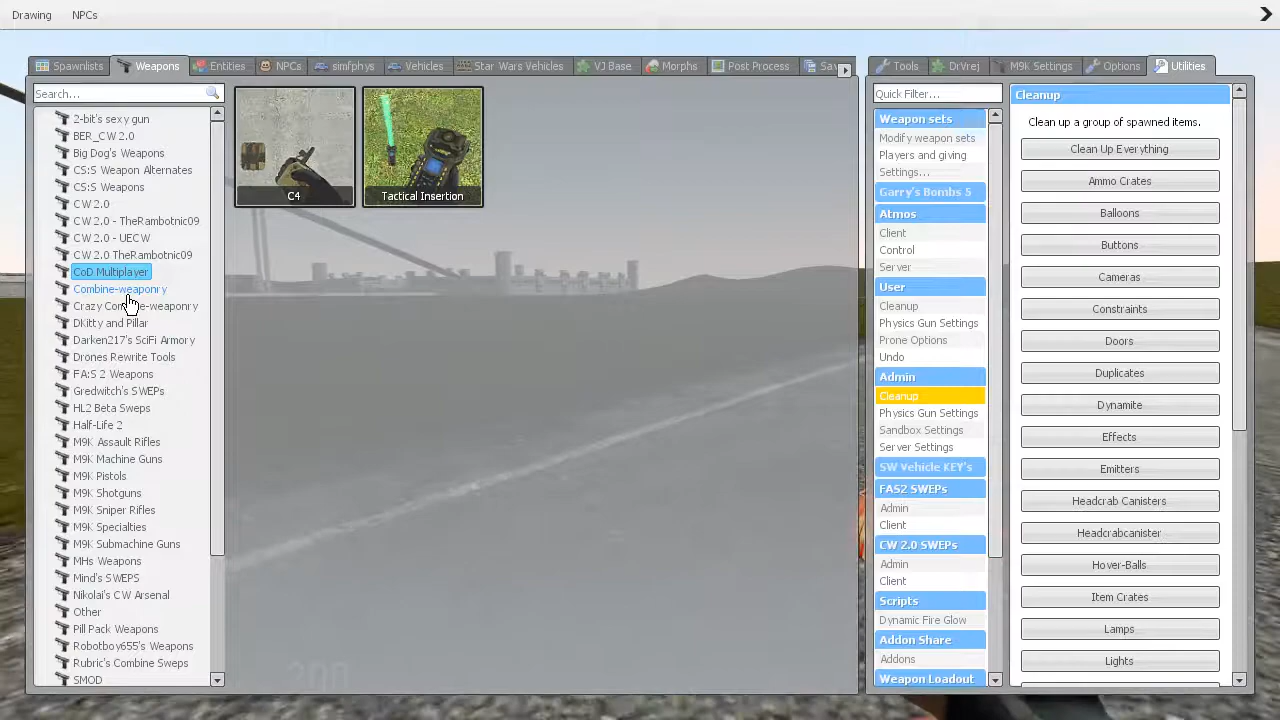 Drawing
NPCs
Spawnlists
Weapons
Entities
NPCs
simfphys
Vehicles
Star Wars Vehicles
VJ Base
Morphs
Post Process
Sav
Tools
DrVrej
M9K Settings
Options
Utilities
Search...
2-bit's sexy gun
BER_CW 2.0
Big Dog's Weapons
CS:S Weapon Alternates
CS:S Weapons
CW 2.0
CW 2.0 - TheRambotnic09
CW 2.0 - UECW
CW 2.0 TheRambotnic09
CoD Multiplayer
Combine-weaponry
Crazy Combine-weaponry
DKitty and Pillar
Darken217's SciFi Armory
Drones Rewrite Tools
FA:S 2 Weapons
Gredwitch's SWEPs
HL2 Beta Sweps
Half-Life 2
M9K Assault Rifles
M9K Machine Guns
M9K Pistols
M9K Shotguns
M9K Sniper Rifles
M9K Specialties
M9K Submachine Guns
MHs Weapons
Mind's SWEPS
Nikolai's CW Arsenal
Other
Pill Pack Weapons
Robotboy655's Weapons
Rubric's Combine Sweps
SMOD
C4
Tactical Insertion
200
Quick Filter...
Weapon sets
Modify weapon sets
Players and giving
Settings...
Garry's Bombs 5
Atmos
Client
Control
Server
User
Cleanup
Physics Gun Settings
Prone Options
Undo
Admin
Cleanup
Physics Gun Settings
Sandbox Settings
Server Settings
SW Vehicle KEY's
FAS2 SWEPs
Admin
Client
CW 2.0 SWEPs
Admin
Client
Scripts
Dynamic Fire Glow
Addon Share
Addons
Weapon Loadout
Cleanup
Clean up a group of spawned items.
Clean Up Everything
Ammo Crates
Balloons
Buttons
Cameras
Constraints
Doors
Duplicates
Dynamite
Effects
Emitters
Headcrab Canisters
Headcrabcanister
Hover-Balls
Item Crates
Lamps
Lights